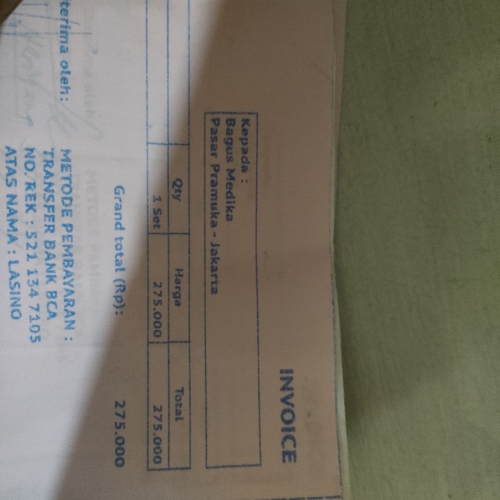 INVOICE
Kepada :
Bagus Medika
Pasar Pramuka - Jakarta
Qty Harga Total
1 Set 275.000 275.000
Grand total (Rp): 275.000
terima oleh:
METODE PEMBAYARAN :
TRANSFER BANK BCA
NO. REK : 521 134 7105
ATAS NAMA : LASINO